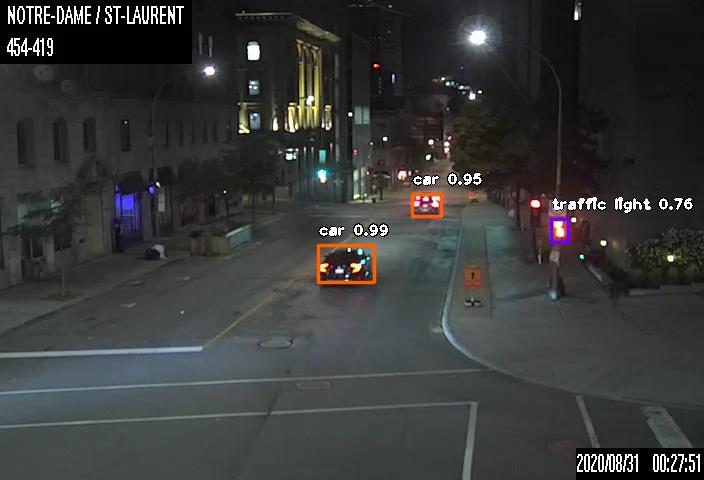 NOTRE-DAME / ST-LAURENT
454-419
car 0.95
traffic light 0.76
car 0.99
2020/08/31 00:27:51